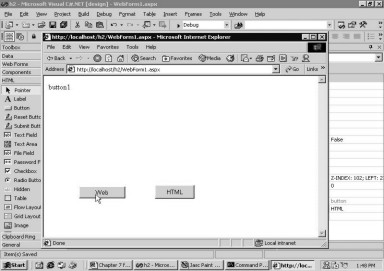 h2 - Microsoft Visual C#.NET [design] - WebForm1.aspx
File Edit View Project Build Debug Format Table Insert Frames Tools Window Help
Debug
Toolbox
Data
Web Forms
Components
HTML
Pointer
Label
Button
Reset Butt
Submit Butt
Text Field
Text Area
File Field
Password F
Checkbox
Radio Butto
Hidden
Table
Flow Layout
Grid Layout
Image
Clipboard Ring
General
http://localhost/h2/WebForm1.aspx - Microsoft Internet Explorer
File Edit View Favorites Tools Help
Back
Search
Favorites
Media
Address
http://localhost/h2/WebForm1.aspx
Go
Links
button1
Web
HTML
Done
Local intranet
False
Z-INDEX: 102; LEFT: 2
0
button
HTML
Item(s) Saved
Start
Chapter 7 F...
h2 - Micros...
Jasc Paint ...
Command P...
http://loc...
1:48 PM